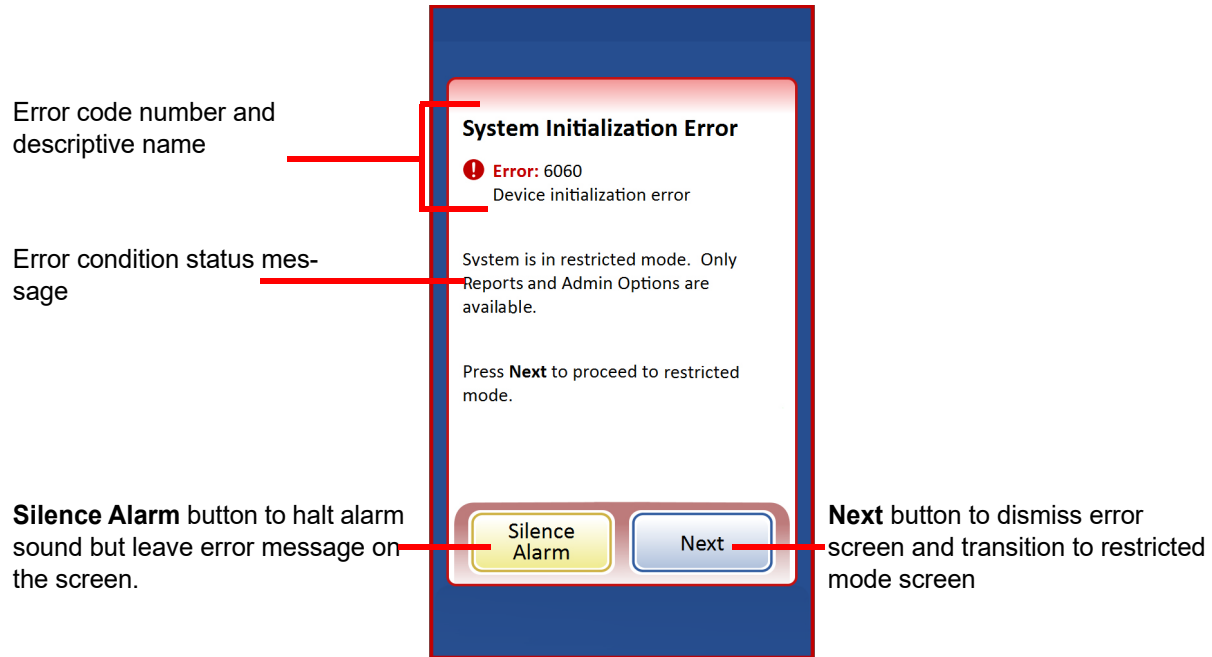 Error code number and
descriptive name
Error condition status mes-
sage
Silence Alarm button to halt alarm
sound but leave error message on
the screen.
System Initialization Error
Error: 6060
Device initialization error
Svstem is in restricted mode. Only
Reports and Admin Options are
available.
Press Next to proceed to restricted
mode.
Silence
Alarm
Next
Next button to dismiss error
screen and transition to restricted
mode screen